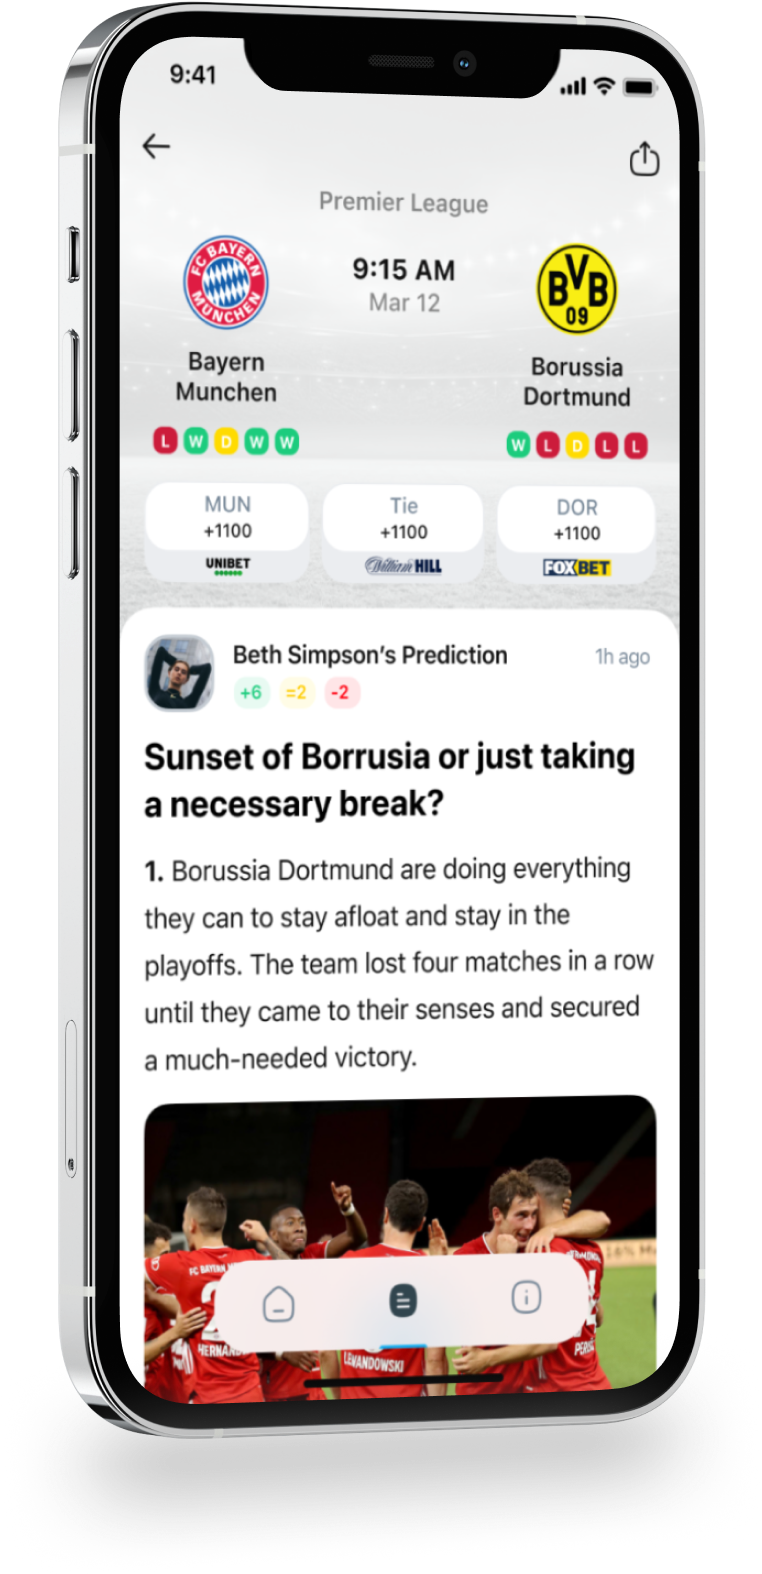 9:41
Premier League
FC BAYERN
MÜNCHEN
9:15 AM
Mar 12
BVB
09
Bayern
Munchen
Borussia
Dortmund
L W D W W
W L D L L
MUN
+1100
UNIBET
Tie
+1100
William HILL
DOR
+1100
FOX BET
Beth Simpson's Prediction
1h ago
+6 =2 -2
Sunset of Borrusia or just taking
a necessary break?
1. Borussia Dortmund are doing everything
they can to stay afloat and stay in the
playoffs. The team lost four matches in a row
until they came to their senses and secured
a much-needed victory.
FC BAYERN
16%
HERNAND
LEWANDOWSKI